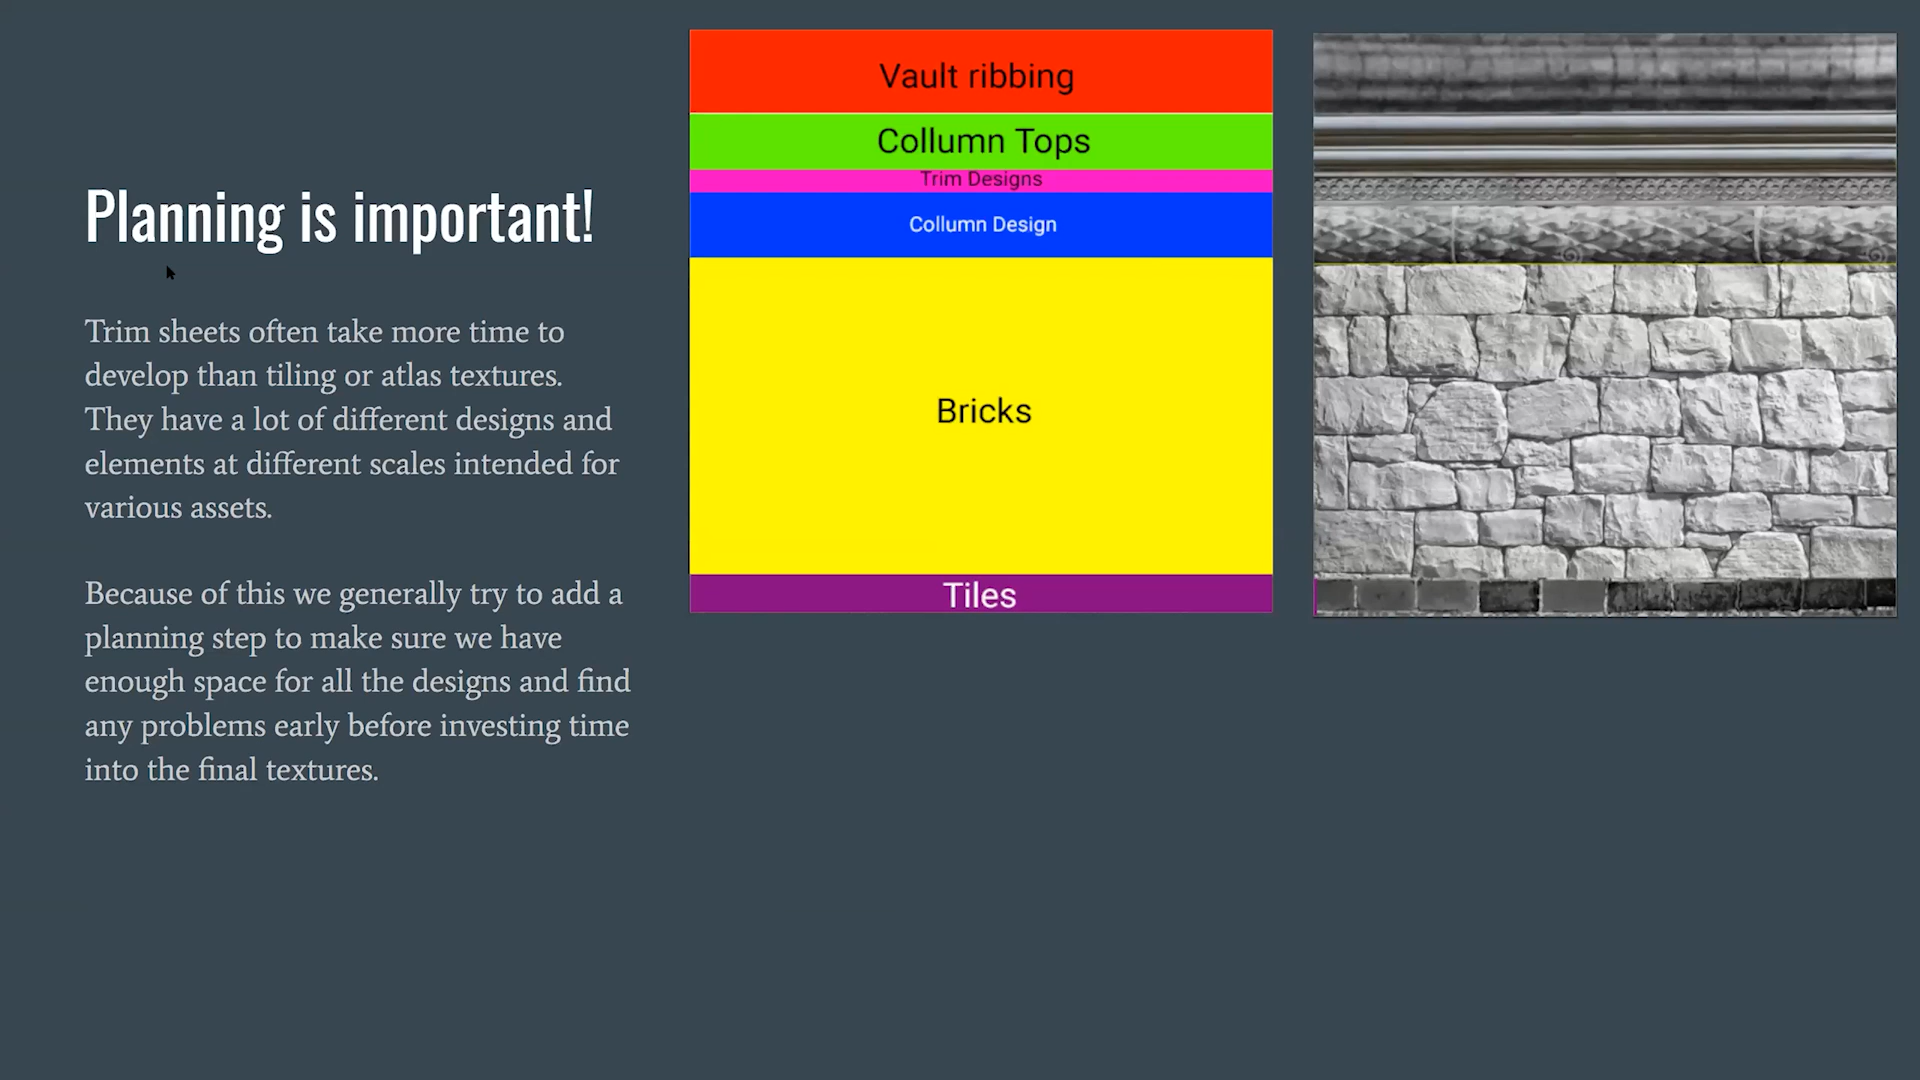 Planning is important!
Trim sheets often take more time to
develop than tiling or atlas textures.
They have a lot of different designs and
elements at different scales intended for
various assets.
Because of this we generally try to add a
planning step to make sure we have
enough space for all the designs and find
any problems early before investing time
into the final textures.
Vault ribbing
Collumn Tops
Trim Designs
Collumn Design
Bricks
Tiles